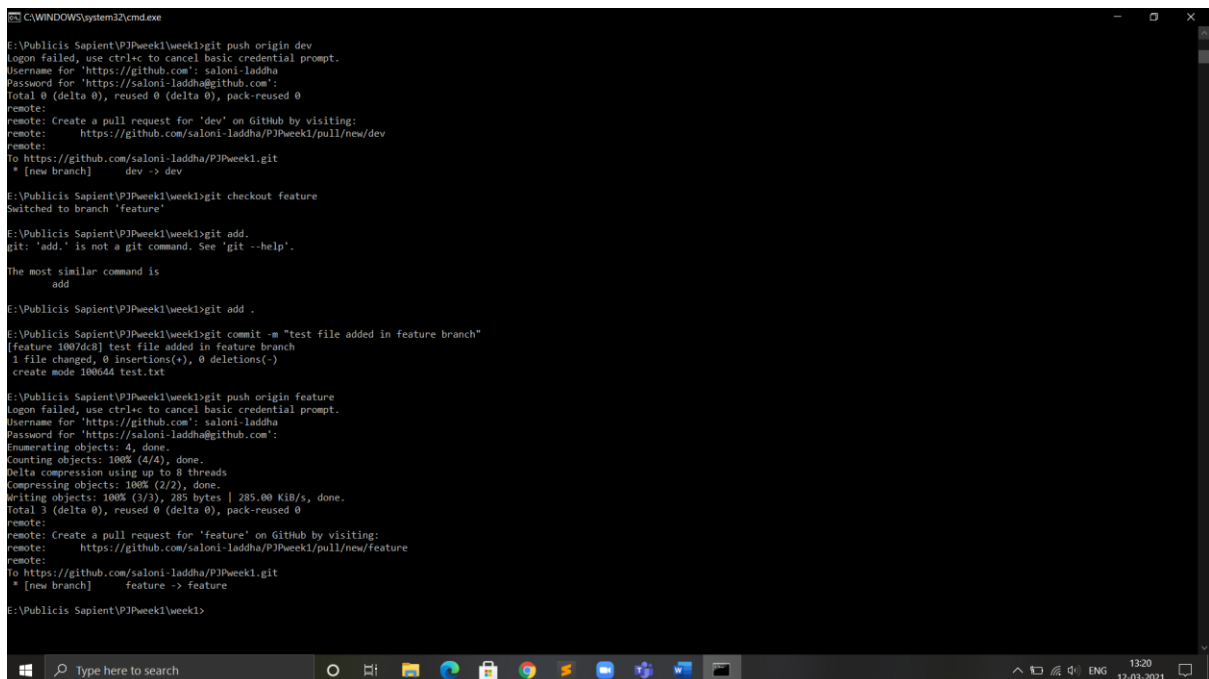 C:\WINDOWS\system32\cmd.exe
E:\Publicis Sapient\PJPweek1\week1>git push origin dev
Logon failed, use ctrl+c to cancel basic credential prompt.
Username for 'https://github.com': saloni-laddha
Password for 'https://saloni-laddha@github.com':
Total 0 (delta 0), reused 0 (delta 0), pack-reused 0
remote:
remote: Create a pull request for 'dev' on GitHub by visiting:
remote:      https://github.com/saloni-laddha/PJPweek1/pull/new/dev
remote:
To https://github.com/saloni-laddha/PJPweek1.git
 * [new branch]      dev -> dev
E:\Publicis Sapient\PJPweek1\week1>git checkout feature
Switched to branch 'feature'
E:\Publicis Sapient\PJPweek1\week1>git add.
git: 'add.' is not a git command. See 'git --help'.
The most similar command is
        add
E:\Publicis Sapient\PJPweek1\week1>git add .
E:\Publicis Sapient\PJPweek1\week1>git commit -m "test file added in feature branch"
[feature 1007dc8] test file added in feature branch
 1 file changed, 0 insertions(+), 0 deletions(-)
 create mode 100644 test.txt
E:\Publicis Sapient\PJPweek1\week1>git push origin feature
Logon failed, use ctrl+c to cancel basic credential prompt.
Username for 'https://github.com': saloni-laddha
Password for 'https://saloni-laddha@github.com':
Enumerating objects: 4, done.
Counting objects: 100% (4/4), done.
Delta compression using up to 8 threads
Compressing objects: 100% (2/2), done.
Writing objects: 100% (3/3), 285 bytes | 285.00 KiB/s, done.
Total 3 (delta 0), reused 0 (delta 0), pack-reused 0
remote:
remote: Create a pull request for 'feature' on GitHub by visiting:
remote:      https://github.com/saloni-laddha/PJPweek1/pull/new/feature
remote:
To https://github.com/saloni-laddha/PJPweek1.git
 * [new branch]      feature -> feature
E:\Publicis Sapient\PJPweek1\week1>
Type here to search
ENG
13:20
12-03-2021